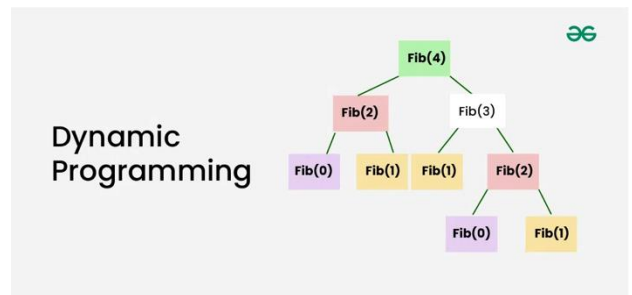 Fib(4)
Fib(2)
Fib(3)
Dynamic
Programming
Fib(0)
Fib(1)
Fib(1)
Fib(2)
Fib(0)
Fib(1)